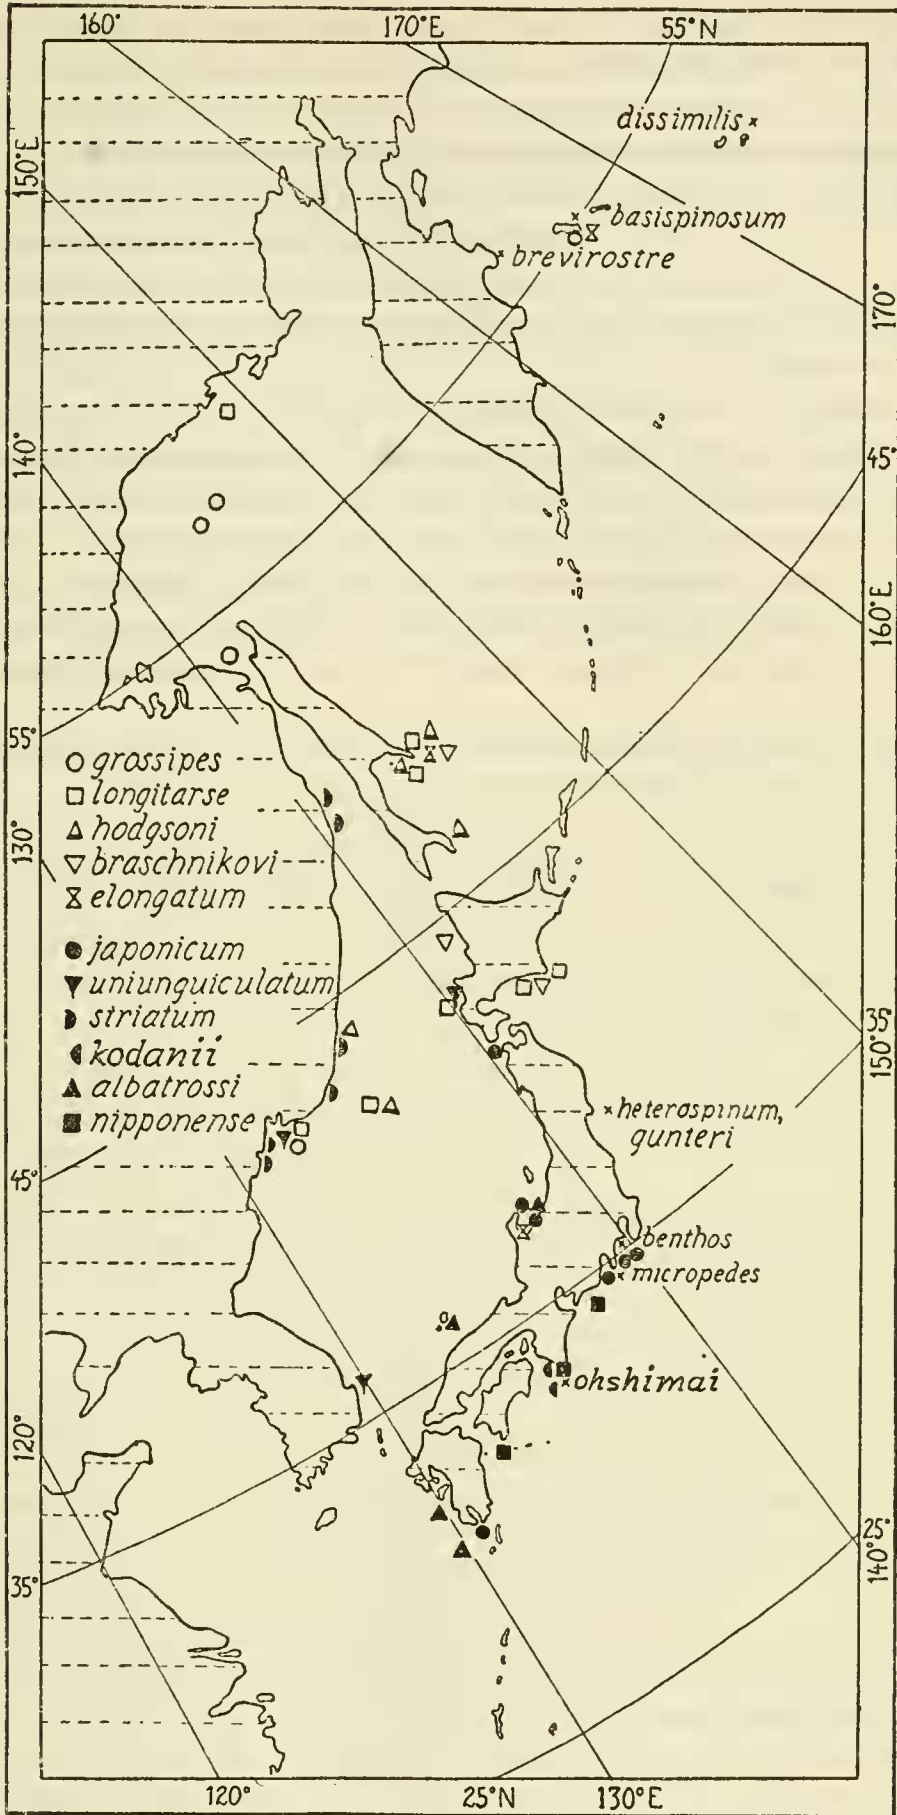 160°
170°E
55°N
dissimilis
150°E
basispinosum
brevirostre
170°
140°
45°
160°E
55°
grossipes
longitarse
hodgsoni
130°
braschnikovi
elongatum
japonicum
uniunguiculatum
striatum
35°
kodanii
150°E
albatrossi
heterospinum,
nipponense
gunteri
45°
benthos
micropedes
ohshimai
120°
25°
140°E
35°
120°
25°N
130°E